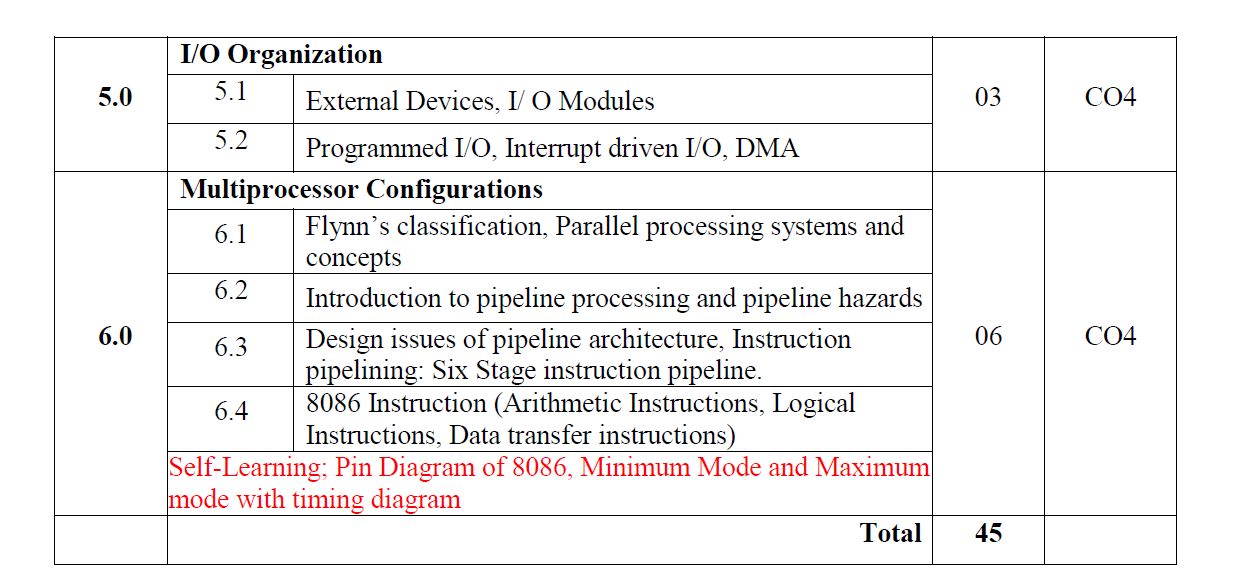 I/O Organization
5.0
5.1
External Devices, I/ O Modules
03
CO4
5.2
Programmed I/O, Interrupt driven I/O, DMA
Multiprocessor Configurations
6.0
6.1
Flynn’s classification, Parallel processing systems and
concepts
6.2
Introduction to pipeline processing and pipeline hazards
6.3
Design issues of pipeline architecture, Instruction
pipelining: Six Stage instruction pipeline.
06
CO4
6.4
8086 Instruction (Arithmetic Instructions, Logical
Instructions, Data transfer instructions)
Self-Learning; Pin Diagram of 8086, Minimum Mode and Maximum
mode with timing diagram
Total
45